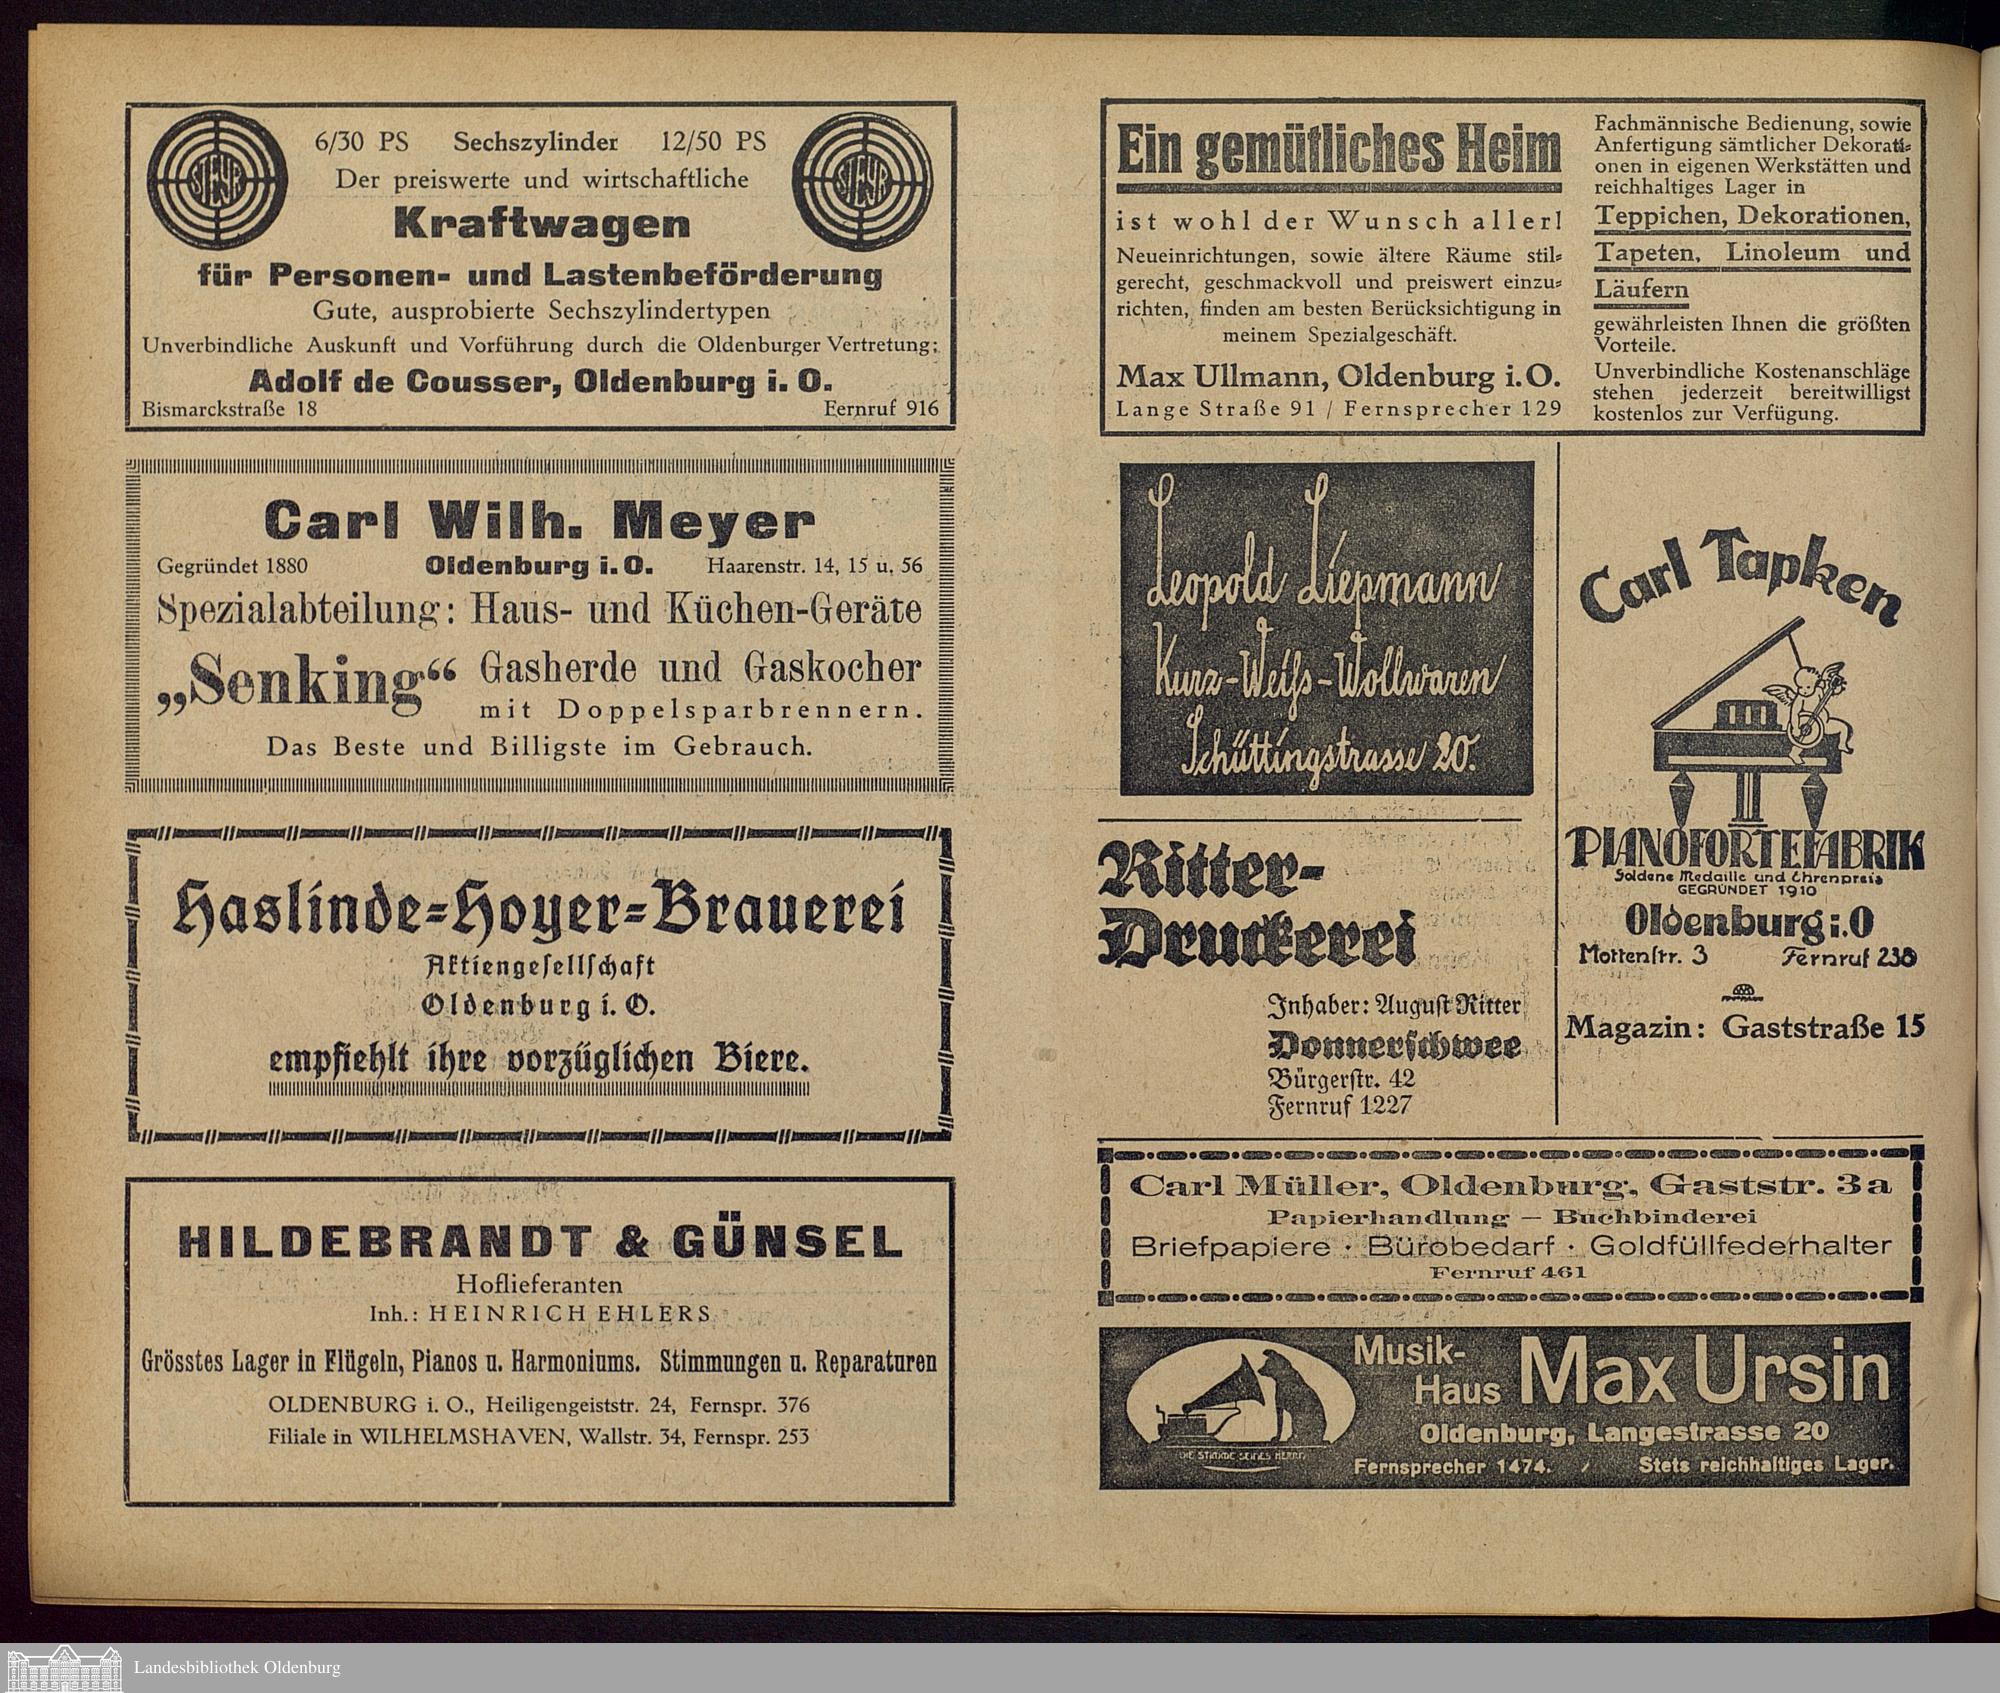 STEYR
STEYR
6/30 PS Sechszylinder 12/50 PS
Der preiswerte und wirtschaftliche
Kraftwagen
für Personen- und Lastenbeförderung
Gute, ausprobierte Sechszylindertypen
Unverbindliche Auskunft und Vorführung durch die Oldenburger Vertretung:
Adolf de Cousser, Oldenburg i. O.
Bismarckstraße 18 Fernruf 916
Carl Wilh. Meyer
Gegründet 1880 Oldenburg i. O. Haarenstr. 14, 15 u. 56
Spezialabteilung: Haus- und Küchen-Geräte
„Senking“ Gasherde und Gaskocher
mit Doppelsparbrennern.
Das Beste und Billigste im Gebrauch.
Haslinde=Hoyer=Brauerei
Aktiengesellschaft
Oldenburg i. O.
empfiehlt ihre vorzüglichen Biere.
HILDEBRANDT & GÜNSEL
Hoflieferanten
Inh.: HEINRICH EHLERS
Grösstes Lager in Flügeln, Pianos u. Harmoniums. Stimmungen u. Reparaturen
OLDENBURG i. O., Heiligengeiststr. 24, Fernspr. 376
Filiale in WILHELMSHAVEN, Wallstr. 34, Fernspr. 253
Ein gemütliches Heim
ist wohl der Wunsch aller!
Neueinrichtungen, sowie ältere Räume stil=
gerecht, geschmackvoll und preiswert einzu=
richten, finden am besten Berücksichtigung in
meinem Spezialgeschäft.
Max Ullmann, Oldenburg i. O.
Lange Straße 91 / Fernsprecher 129
Fachmännische Bedienung, sowie
Anfertigung sämtlicher Dekorati=
onen in eigenen Werkstätten und
reichhaltiges Lager in
Teppichen, Dekorationen,
Tapeten, Linoleum und
Läufern
gewährleisten Ihnen die größten
Vorteile.
Unverbindliche Kostenanschläge
stehen jederzeit bereitwilligst
kostenlos zur Verfügung.
Leopold Liepmann
Kurz-Weiss-Wollwaren
Schüttingstrasse 20.
Ritter-
Druckerei
Inhaber: August Ritter
Donnerschwee
Bürgerstr. 42
Fernruf 1227
Carl Tapken
PIANOFORTEFABRIK
Goldene Medaille und Ehrenpreis
GEGRÜNDET 1910
Oldenburg i. O
Mottenstr. 3 Fernruf 238
Magazin: Gaststraße 15
Carl Müller, Oldenburg, Gaststr. 3a
Papierhandlung — Buchbinderei
Briefpapiere · Bürobedarf · Goldfüllfederhalter
Fernruf 461
DIE STIMME SEINES HERRN
Musik-
Haus Max Ursin
Oldenburg, Langestrasse 20
Fernsprecher 1474. Stets reichhaltiges Lager.
Landesbibliothek Oldenburg